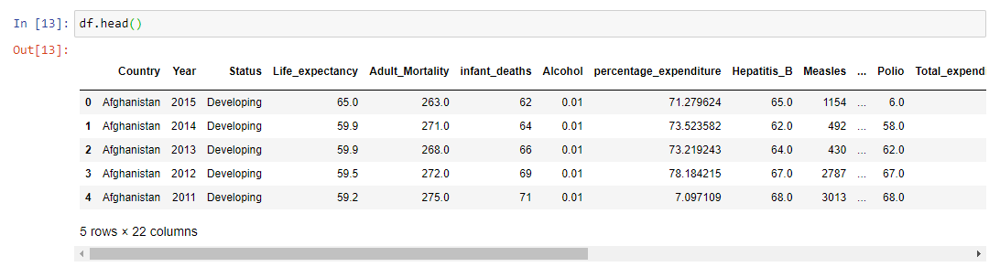 In [13]: df.head()
Out[13]:
Country Year Status Life_expectancy Adult_Mortality infant_deaths Alcohol percentage_expenditure Hepatitis_B Measles ... Polio Total_expendi
0 Afghanistan 2015 Developing 65.0 263.0 62 0.01 71.279624 65.0 1154 ... 6.0
1 Afghanistan 2014 Developing 59.9 271.0 64 0.01 73.523582 62.0 492 ... 58.0
2 Afghanistan 2013 Developing 59.9 268.0 66 0.01 73.219243 64.0 430 ... 62.0
3 Afghanistan 2012 Developing 59.5 272.0 69 0.01 78.184215 67.0 2787 ... 67.0
4 Afghanistan 2011 Developing 59.2 275.0 71 0.01 7.097109 68.0 3013 ... 68.0
5 rows × 22 columns